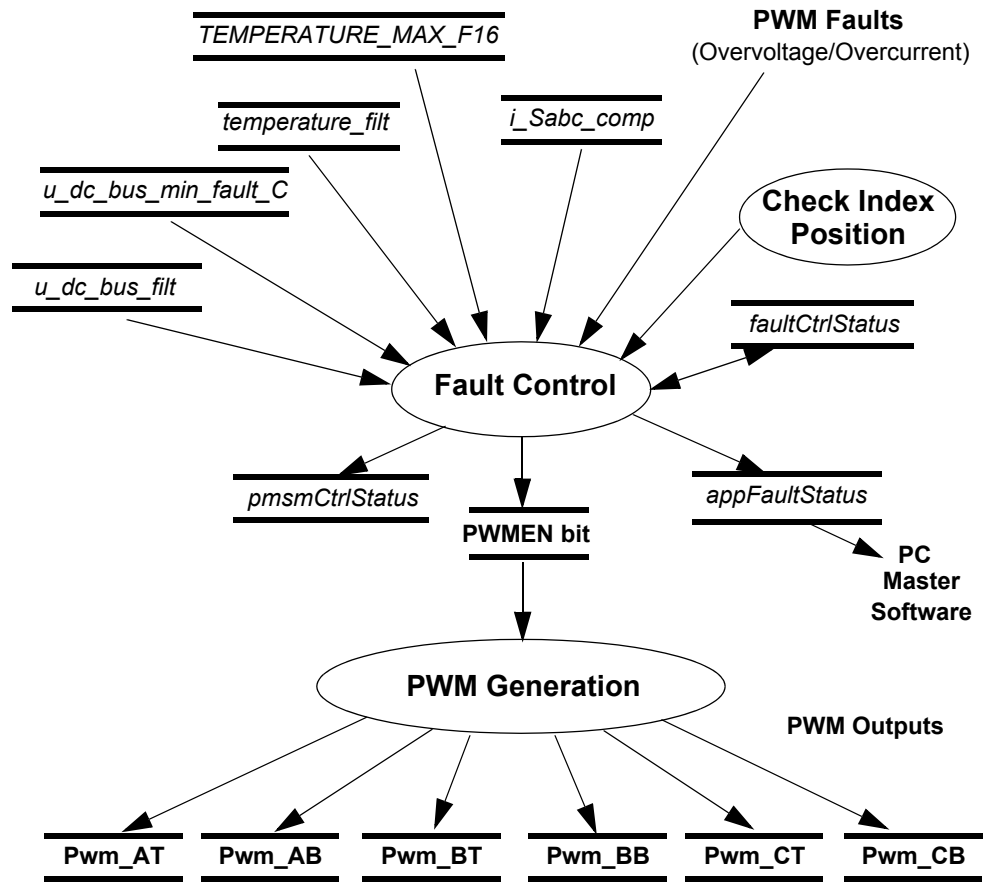 TEMPERATURE_MAX_F16
PWM Faults
(Overvoltage/Overcurrent)
temperature_filt
i_Sabc_comp
u_dc_bus_min_fault_C
Check Index
Position
u_dc_bus_filt
faultCtrlStatus
Fault Control
pmsmCtrlStatus
appFaultStatus
PWMEN bit
PC
Master
Software
PWM Generation
PWM Outputs
Pwm_AT
Pwm_AB
Pwm_BT
Pwm_BB
Pwm_CT
Pwm_CB